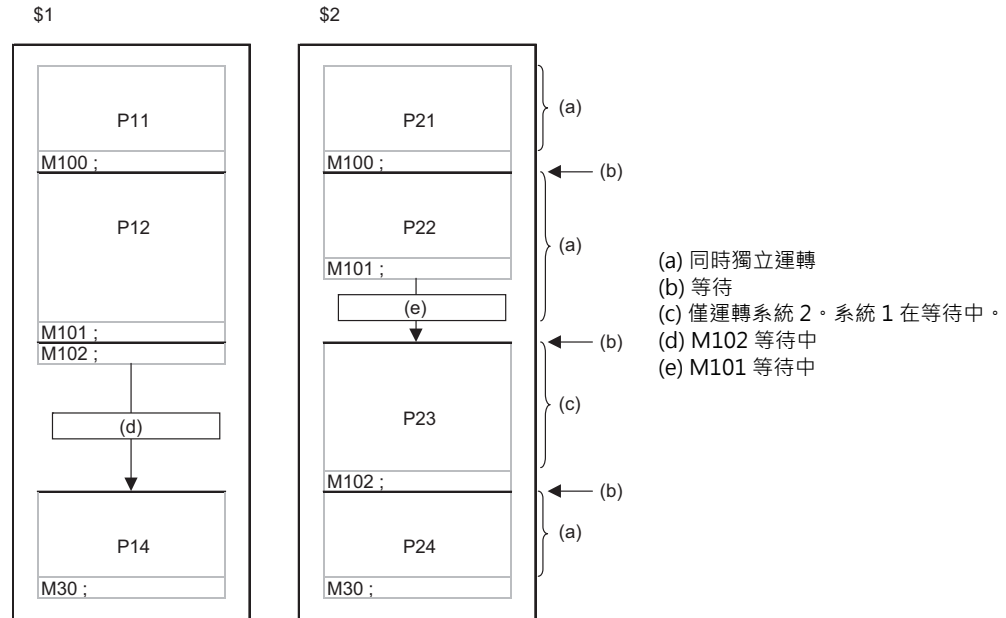 $1
$2
P11
M100 ;
P12
M101 ;
M102 ;
(d)
P14
M30 ;
P21
M100 ;
P22
M101 ;
(e)
P23
M102 ;
P24
M30 ;
(a)
(b)
(a)
(b)
(c)
(b)
(a)
(a) 同時獨立運轉
(b) 等待
(c) 僅運轉系統 2。系統 1 在等待中。
(d) M102 等待中
(e) M101 等待中